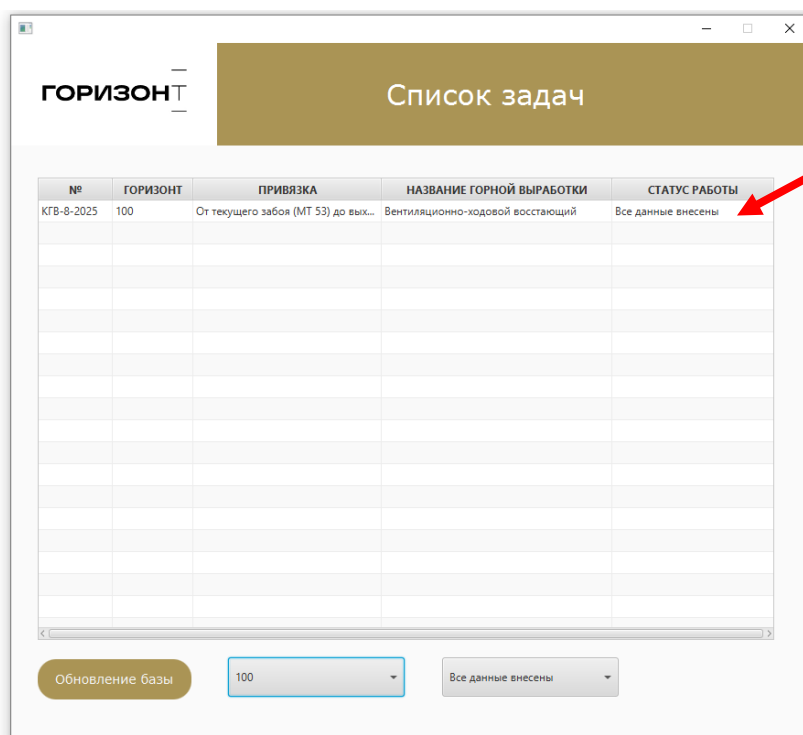 ГОРИЗОНТ
Список задач
№ ГОРИЗОНТ ПРИВЯЗКА НАЗВАНИЕ ГОРНОЙ ВЫРАБОТКИ СТАТУС РАБОТЫ
КГВ-8-2025 100 От текущего забоя (МТ 53) до вых... Вентиляционно-ходовой восстающий Все данные внесены
Обновление базы 100 Все данные внесены